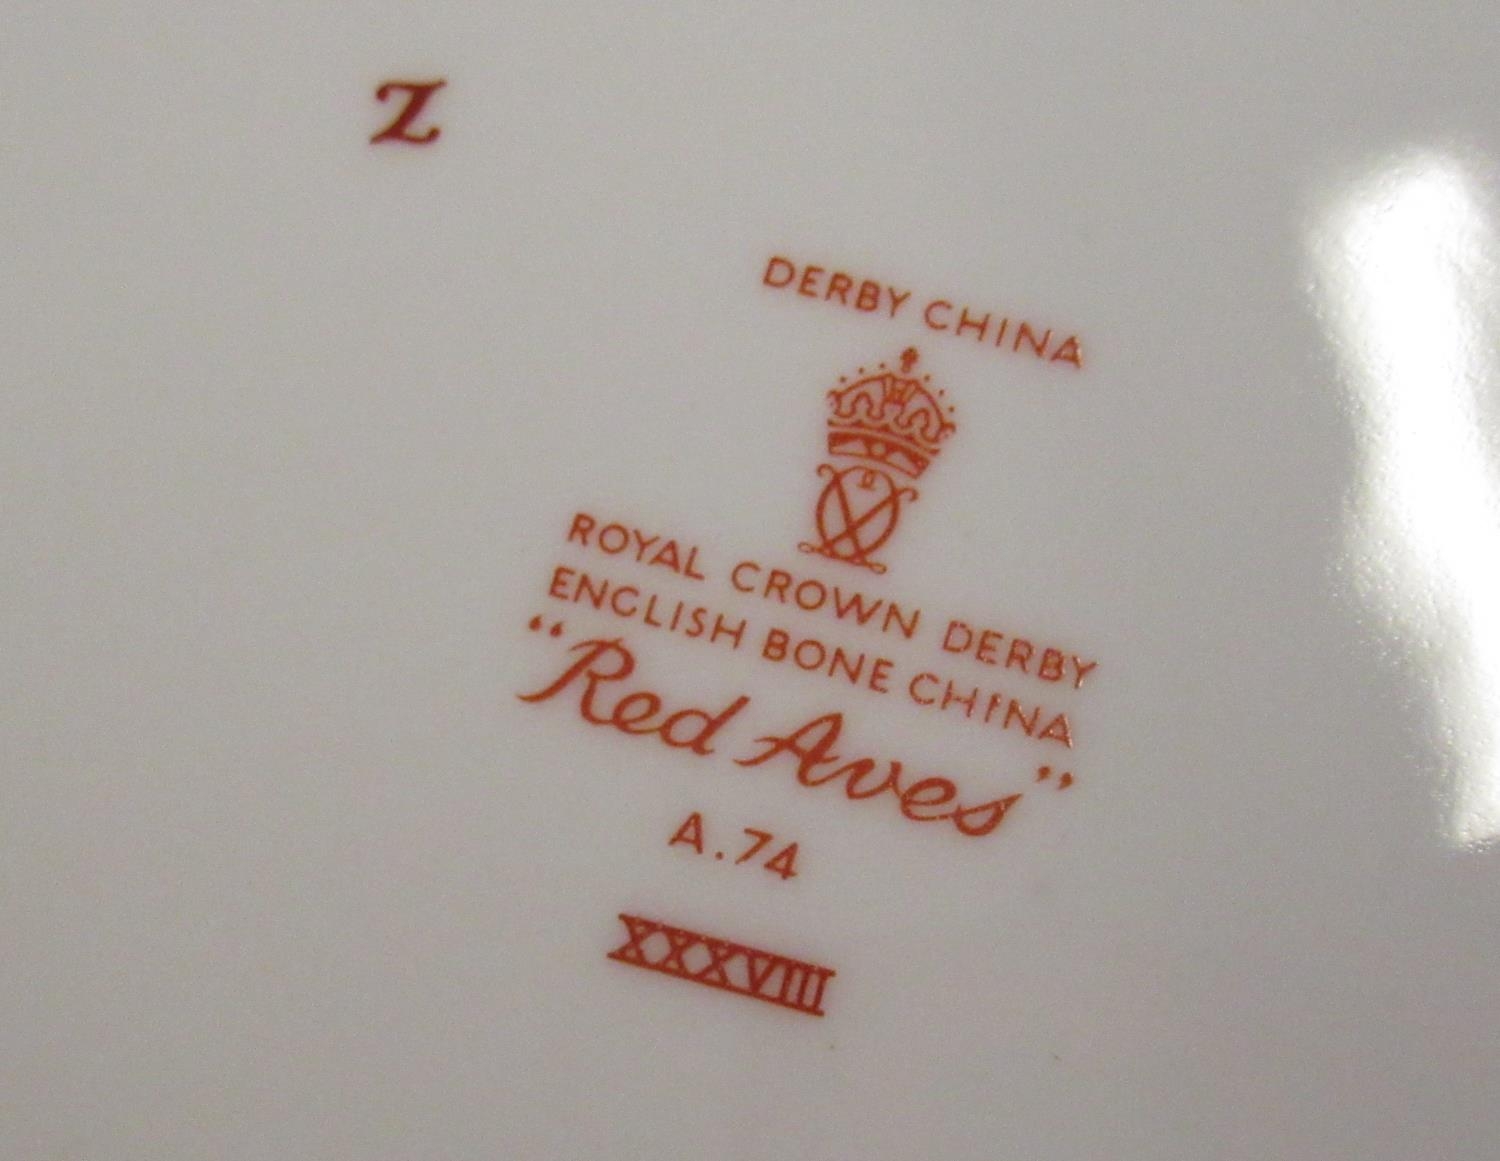 Z
DERBY CHINA
ROYAL CROWN DERBY
ENGLISH BONE CHINA
"Red Aves"
A.74
XXXVIII